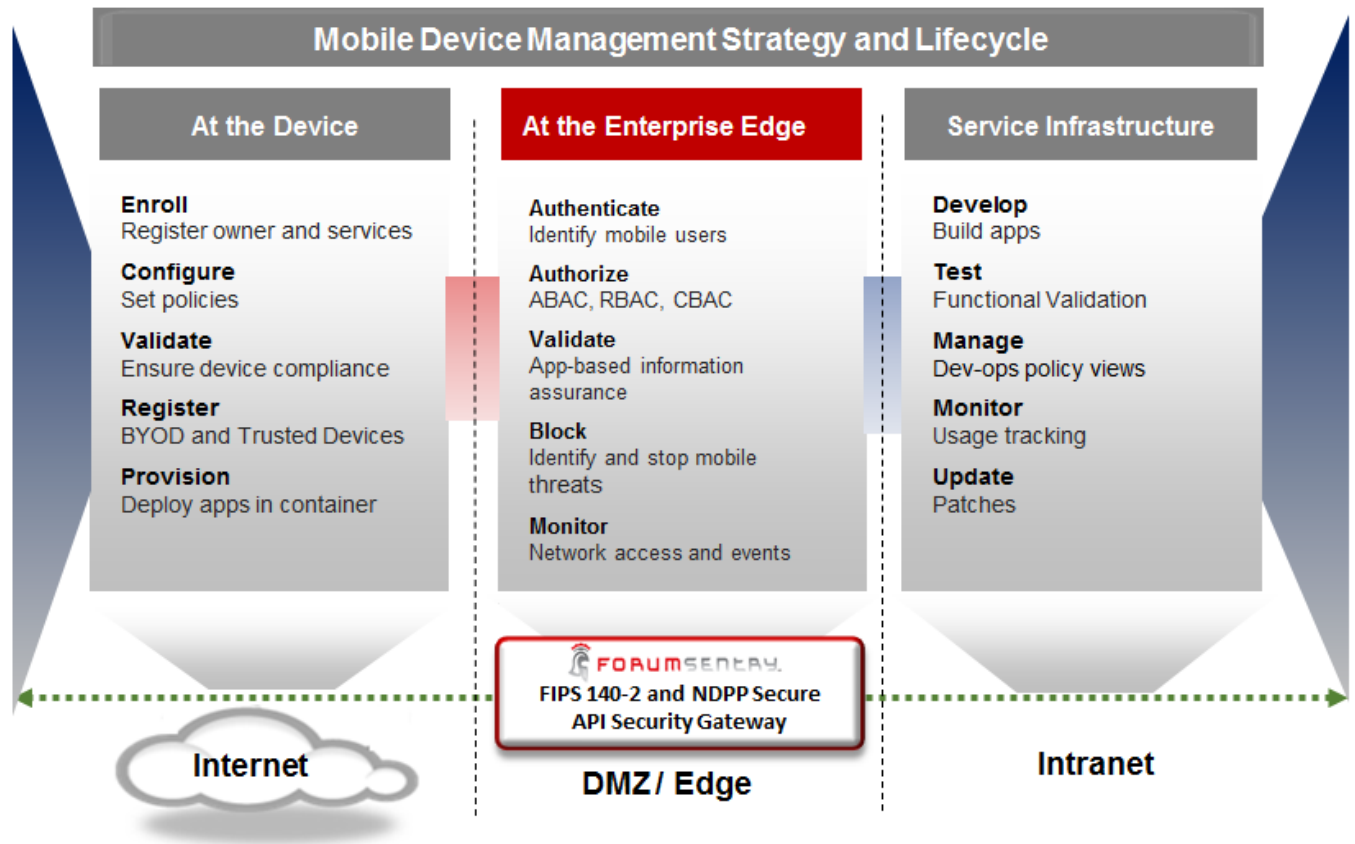 Mobile Device Management Strategy and Lifecycle
At the Device
Enroll
Register owner and services
Configure
Set policies
Validate
Ensure device compliance
Register
BYOD and Trusted Devices
Provision
Deploy apps in container
At the Enterprise Edge
Authenticate
Identify mobile users
Authorize
ABAC, RBAC, CBAC
Validate
App-based information
assurance
Block
Identify and stop mobile
threats
Monitor
Network access and events
Service Infrastructure
Develop
Build apps
Test
Functional Validation
Manage
Dev-ops policy views
Monitor
Usage tracking
Update
Patches
FORUMSENTRY.
FIPS 140-2 and NDPP Secure
API Security Gateway
Internet
DMZ / Edge
Intranet